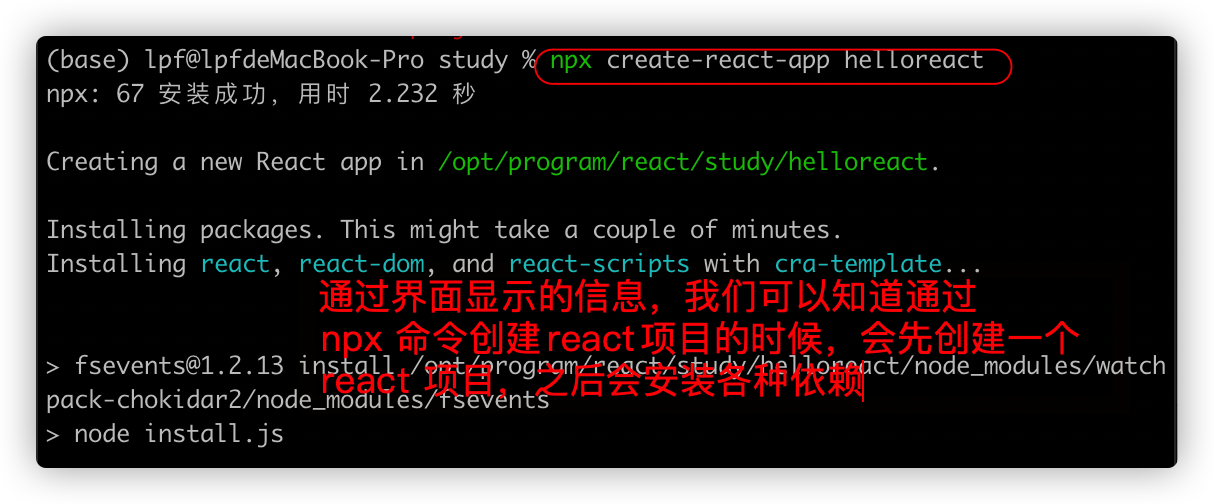 (base) lpf@lpfdeMacBook-Pro study % npx create-react-app helloreact
npx: 67 安装成功，用时 2.232 秒
Creating a new React app in /opt/program/react/study/helloreact.
Installing packages. This might take a couple of minutes.
Installing react, react-dom, and react-scripts with cra-template...
通过界面显示的信息，我们可以知道通过
npx 命令创建react项目的时候，会先创建一个
> fsevents@1.2.13 install /opt/program/react/study/helloreact/node_modules/watch
react 项目，之后会安装各种依赖
pack-chokidar2/node_modules/fsevents
> node install.js